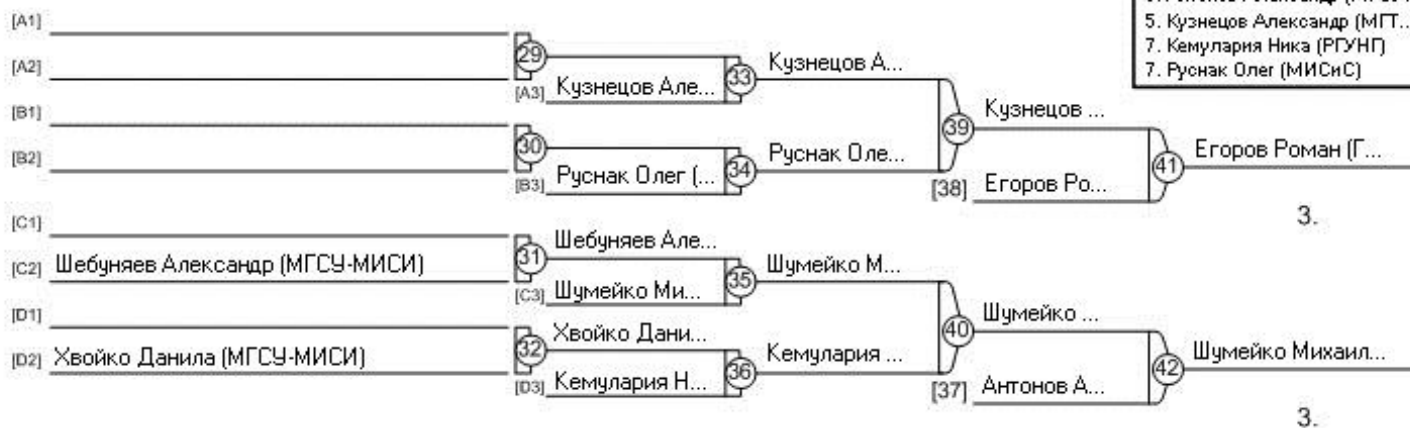 5. Кузнецов Александр (МГТ...
7. Кемулария Ника (РГУНГ)
7. Руснак Олег (МИСиС)
[A1]
[A2]
29
[A3] Кузнецов Але...
33
Кузнецов А...
[B1]
[B2]
30
[B3] Руснак Олег (...
34
Руснак Оле...
39
Кузнецов ...
[38] Егоров Ро...
41
Егоров Роман (Г...
3.
[C1]
[C2] Шебуняев Александр (МГСУ-МИСИ)
31
Шебуняев Але...
[C3] Шумейко Ми...
35
Шумейко М...
[D1]
[D2] Хвойко Данила (МГСУ-МИСИ)
32
Хвойко Дани...
[D3] Кемулария Н...
36
Кемулария ...
40
Шумейко ...
[37] Антонов А...
42
Шумейко Михаил...
3.